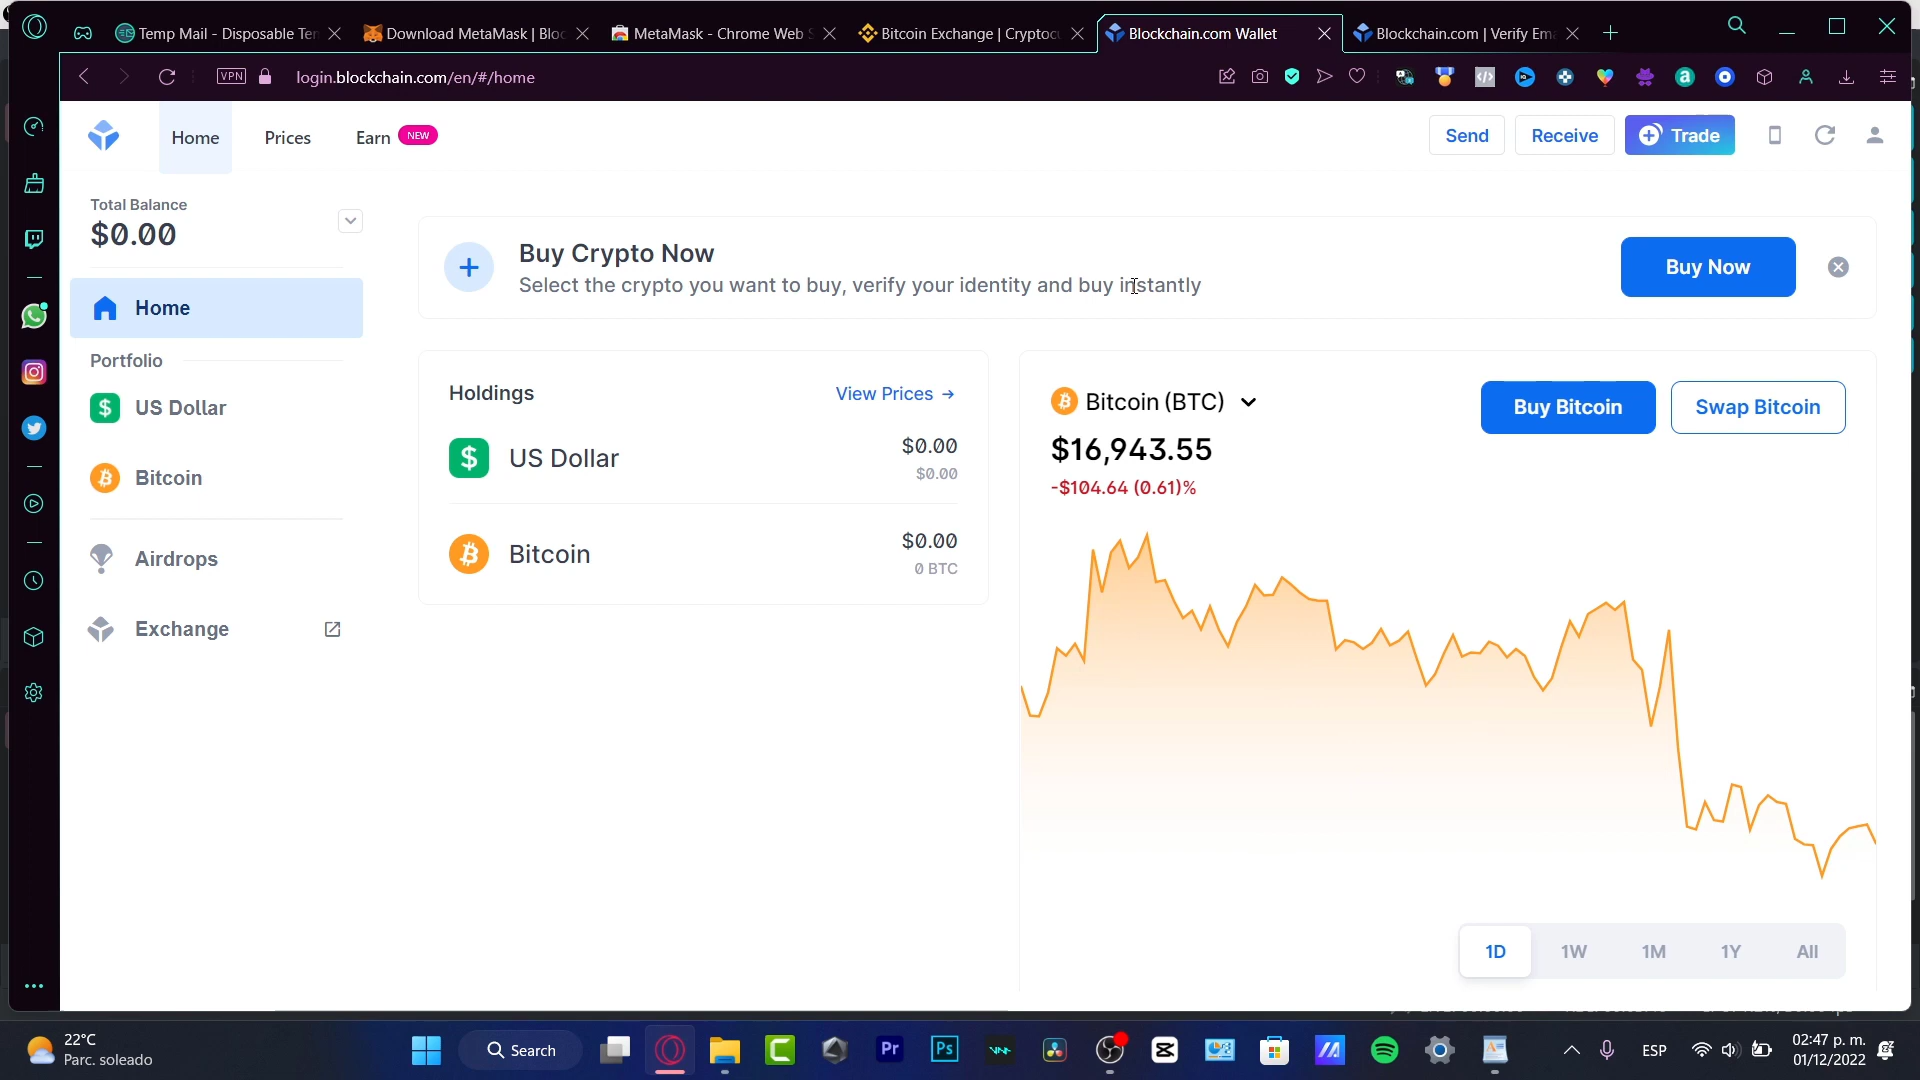 Temp Mail - Disposable Ten
Download MetaMask | Bloc
MetaMask - Chrome Web S
Bitcoin Exchange | Cryptocu
Blockchain.com Wallet
Blockchain.com | Verify Ema
VPN
login.blockchain.com/en/#/home
Home
Prices
Earn
NEW
Send
Receive
Trade
Total Balance
$0.00
Home
Portfolio
US Dollar
Bitcoin
Airdrops
Exchange
Buy Crypto Now
Select the crypto you want to buy, verify your identity and buy instantly
Buy Now
Holdings
View Prices →
US Dollar
$0.00
$0.00
Bitcoin
$0.00
0 BTC
Bitcoin (BTC)
$16,943.55
-$104.64 (0.61)%
Buy Bitcoin
Swap Bitcoin
1D
1W
1M
1Y
All
22°C
Parc. soleado
Search
Pr
Ps
ESP
02:47 p. m.
01/12/2022